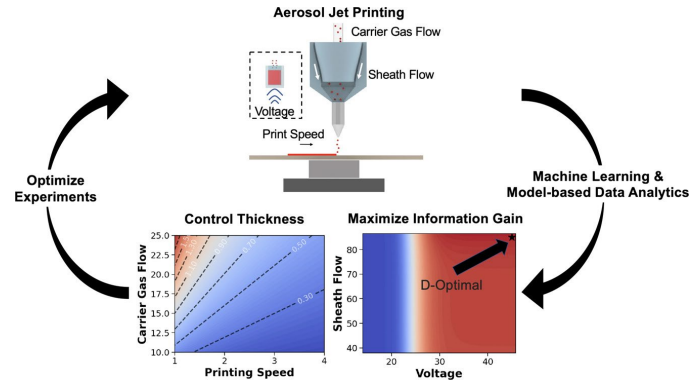 Aerosol Jet Printing
Carrier Gas Flow
Sheath Flow
Voltage
Print Speed
Optimize
Experiments
Machine Learning &
Model-based Data Analytics
Control Thickness
Maximize Information Gain
Carrier Gas Flow
25.0
22.5
20.0
17.5
15.0
12.5
10.0
0.90
0.70
0.50
0.30
1
2
3
4
Printing Speed
Sheath Flow
80
70
60
50
40
D-Optimal
20
30
40
Voltage